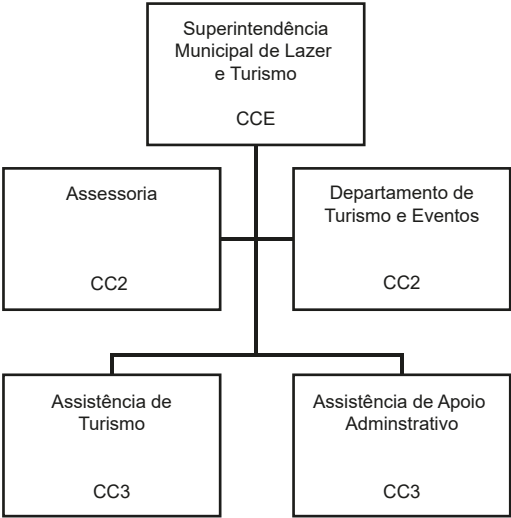 Superintendência
Municipal de Lazer
e Turismo
CCE
Assessoria
CC2
Departamento de
Turismo e Eventos
CC2
Assistência de
Turismo
CC3
Assistência de Apoio
Adminstrativo
CC3